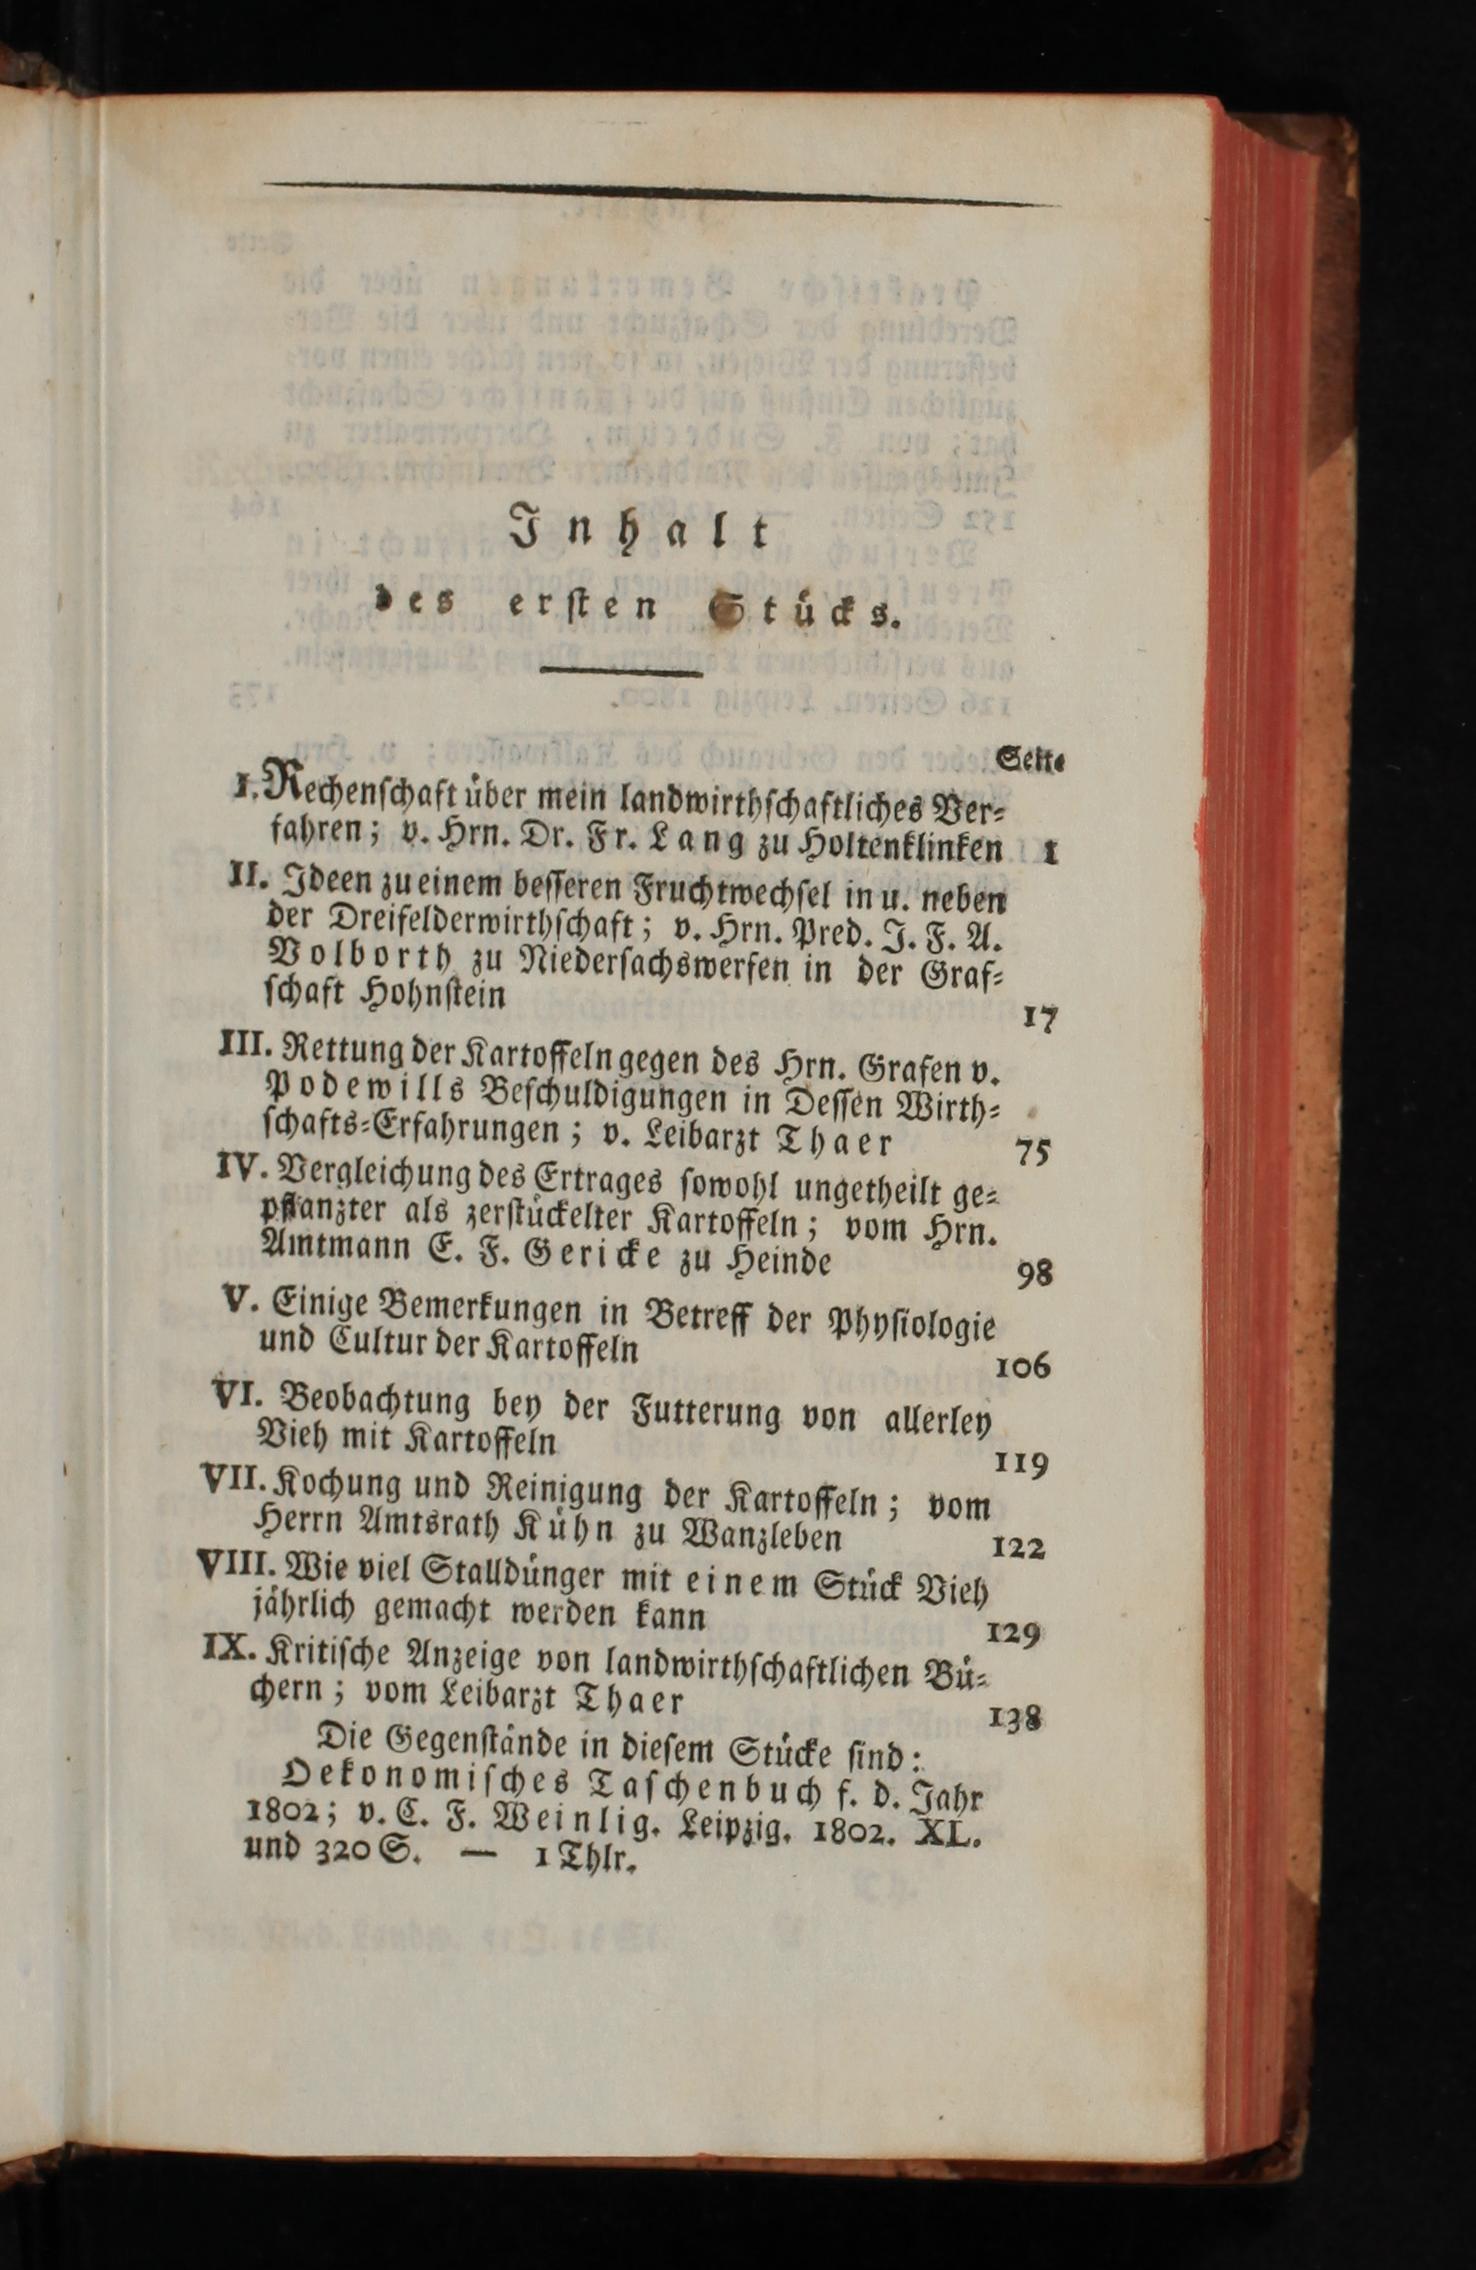 Inhalt
des ersten Stücks.
Seite
I. Rechenschaft über mein landwirthschaftliches Ver-
fahren; v. Hrn. Dr. Fr. Lang zu Holtenklinken 1
II. Ideen zu einem besseren Fruchtwechsel in u. neben
der Dreifelderwirthschaft; v. Hrn. Pred. J. F. A.
Volborth zu Niedersachswerfen in der Graf-
schaft Hohnstein 17
III. Rettung der Kartoffeln gegen des Hrn. Grafen v.
Podewills Beschuldigungen in Dessen Wirth-
schafts-Erfahrungen; v. Leibarzt Thaer 75
IV. Vergleichung des Ertrages sowohl ungetheilt ge-
pflanzter als zerstückelter Kartoffeln; vom Hrn.
Amtmann E. F. Gericke zu Heinde 98
V. Einige Bemerkungen in Betreff der Physiologie
und Cultur der Kartoffeln 106
VI. Beobachtung bey der Futterung von allerley
Vieh mit Kartoffeln 119
VII. Kochung und Reinigung der Kartoffeln; vom
Herrn Amtsrath Kühn zu Wanzleben 122
VIII. Wie viel Stalldünger mit einem Stück Vieh
jährlich gemacht werden kann 129
IX. Kritische Anzeige von landwirthschaftlichen Bü-
chern; vom Leibarzt Thaer 138
Die Gegenstände in diesem Stücke sind:
Oekonomisches Taschenbuch f. d. Jahr
1802; v. C. F. Weinlig. Leipzig. 1802. XL.
und 320 S. — 1 Thlr.